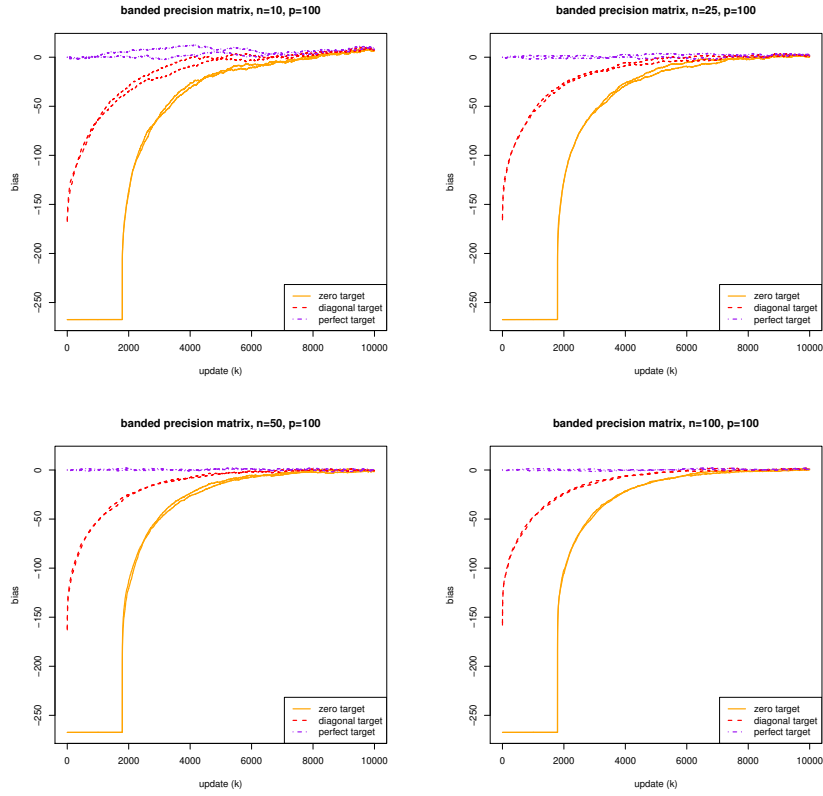 banded precision matrix, n=10, p=100
bias
0
−50
−100
−150
−200
−250
zero target
diagonal target
perfect target
0 2000 4000 6000 8000 10000
update (k)
banded precision matrix, n=25, p=100
bias
0
−50
−100
−150
−200
−250
zero target
diagonal target
perfect target
0 2000 4000 6000 8000 10000
update (k)
banded precision matrix, n=50, p=100
bias
0
−50
−100
−150
−200
−250
zero target
diagonal target
perfect target
0 2000 4000 6000 8000 10000
update (k)
banded precision matrix, n=100, p=100
bias
0
−50
−100
−150
−200
−250
zero target
diagonal target
perfect target
0 2000 4000 6000 8000 10000
update (k)